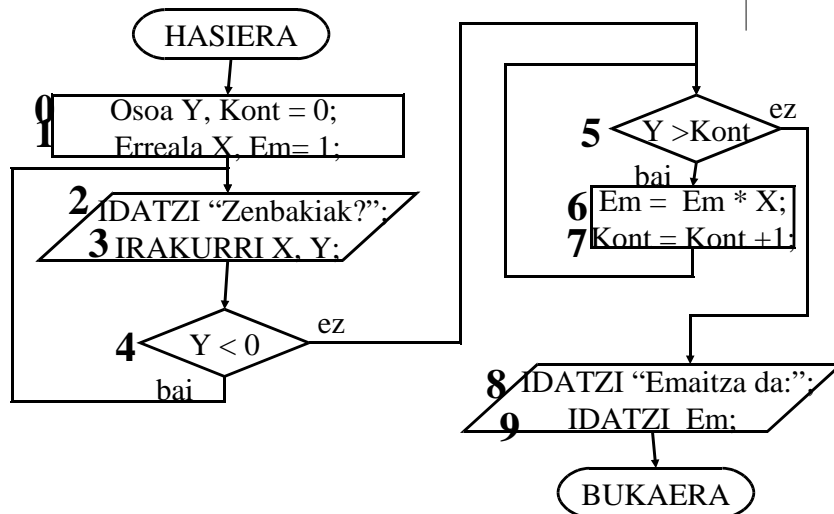 HASIERA
0 Osoa Y, Kont = 0;
1 Erreala X, Em= 1;
2 IDATZI “Zenbakiak?”;
3 IRAKURRI X, Y;
4 Y < 0
ez
bai
5 Y >Kont
ez
bai
6 Em = Em * X;
7 Kont = Kont +1;
8 IDATZI “Emaitza da:”;
9 IDATZI Em;
BUKAERA